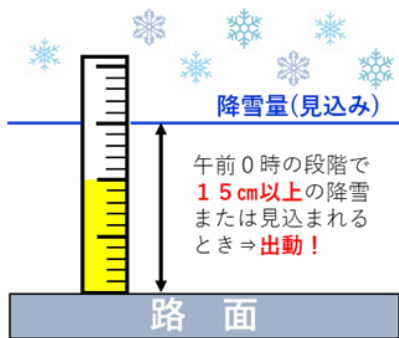 降雪量(見込み)
午前０時の段階で
１５㎝以上の降雪
または見込まれる
とき⇒出動！
路　面